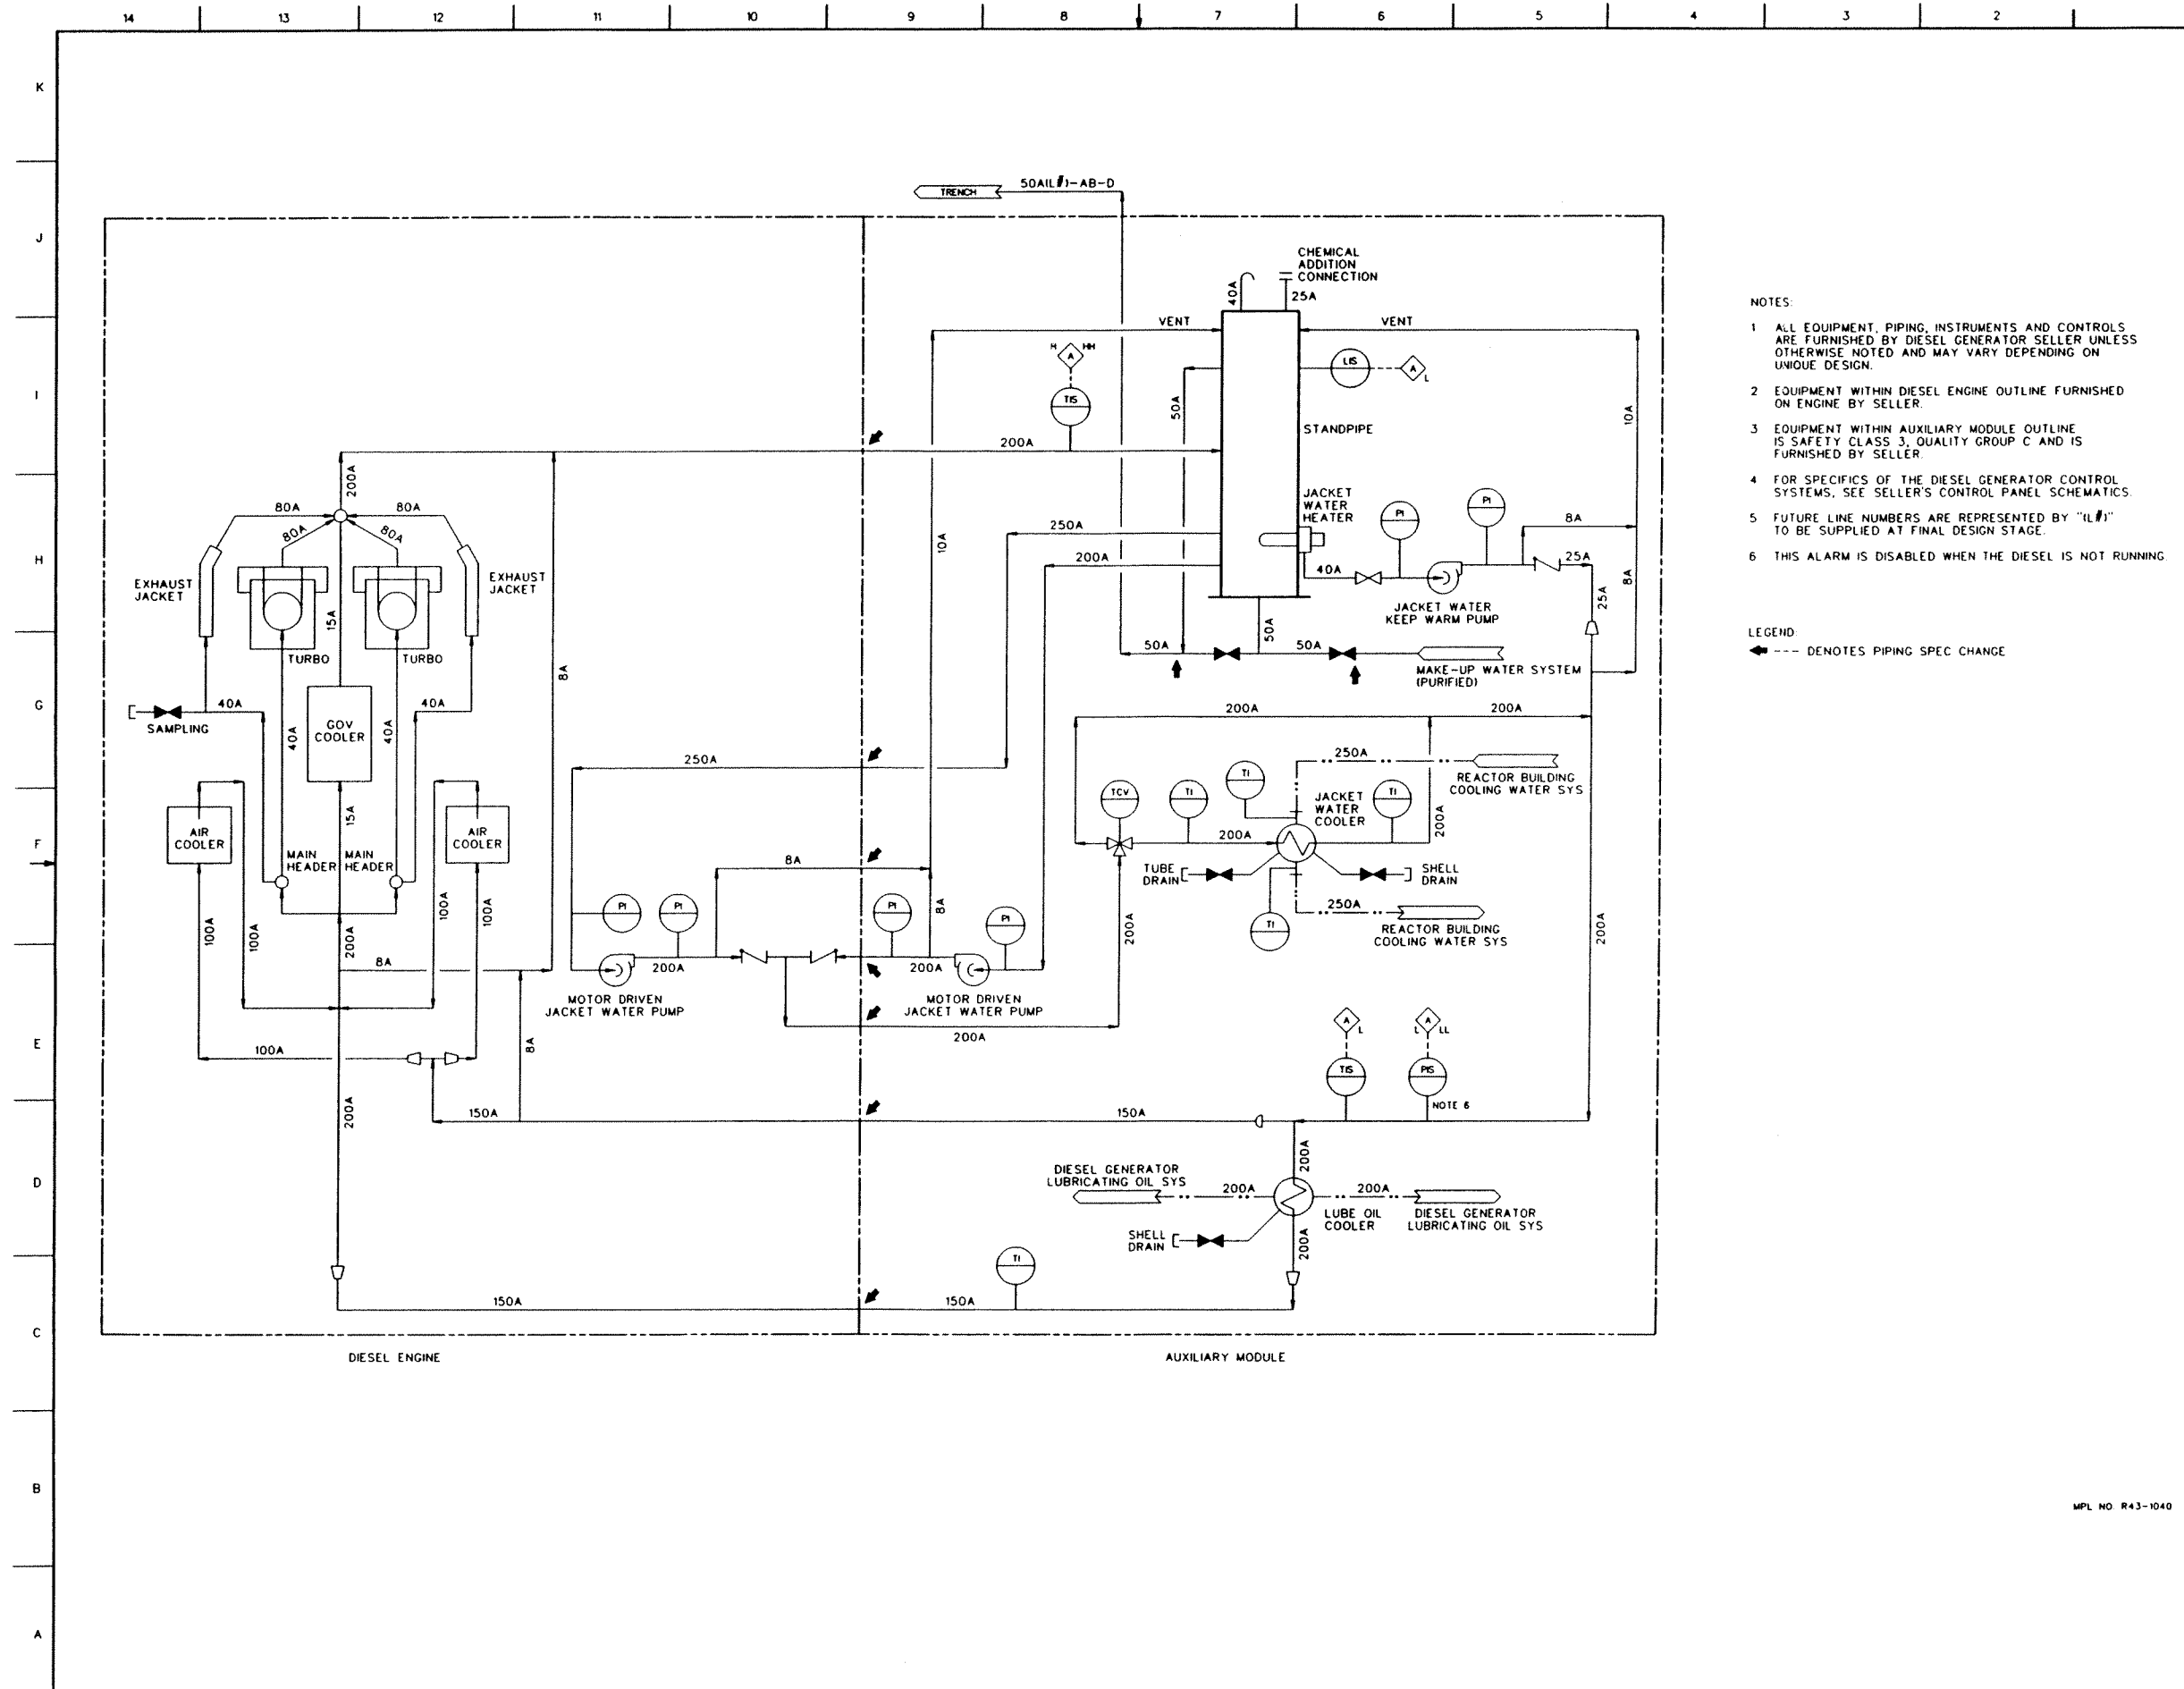 14 13 12 11 10 9 8 7 6 5 4 3 2
K
J
I
H
G
F
E
D
C
B
A
TRENCH
50A(L#)-AB-D
CHEMICAL
ADDITION
CONNECTION
40A
25A
VENT
VENT
H A HH
TIS
LIS
A L
50A
10A
200A
STANDPIPE
200A
80A
80A
80A
80A
EXHAUST
JACKET
EXHAUST
JACKET
15A
TURBO
TURBO
250A
200A
10A
JACKET
WATER
HEATER
PI
PI
8A
40A
25A
25A
8A
JACKET WATER
KEEP WARM PUMP
50A
50A
50A
MAKE-UP WATER SYSTEM
(PURIFIED)
8A
40A
40A
SAMPLING
40A
GOV
COOLER
40A
200A
200A
250A
250A
REACTOR BUILDING
COOLING WATER SYS
TCV
TI
TI
JACKET
WATER
COOLER
TI
200A
200A
AIR
COOLER
15A
AIR
COOLER
MAIN
HEADER
MAIN
HEADER
8A
TUBE
DRAIN
SHELL
DRAIN
100A
100A
200A
100A
100A
PI
PI
PI
8A
PI
200A
TI
250A
REACTOR BUILDING
COOLING WATER SYS
200A
8A
200A
200A
MOTOR DRIVEN
JACKET WATER PUMP
MOTOR DRIVEN
JACKET WATER PUMP
200A
100A
8A
A L
L A LL
TIS
PIS
NOTE 6
200A
150A
150A
200A
DIESEL GENERATOR
LUBRICATING OIL SYS
200A
200A
LUBE OIL
COOLER
DIESEL GENERATOR
LUBRICATING OIL SYS
SHELL
DRAIN
200A
TI
150A
150A
DIESEL ENGINE
AUXILIARY MODULE
NOTES:
1 ALL EQUIPMENT, PIPING, INSTRUMENTS AND CONTROLS
ARE FURNISHED BY DIESEL GENERATOR SELLER UNLESS
OTHERWISE NOTED AND MAY VARY DEPENDING ON
UNIQUE DESIGN.
2 EQUIPMENT WITHIN DIESEL ENGINE OUTLINE FURNISHED
ON ENGINE BY SELLER.
3 EQUIPMENT WITHIN AUXILIARY MODULE OUTLINE
IS SAFETY CLASS 3, QUALITY GROUP C AND IS
FURNISHED BY SELLER.
4 FOR SPECIFICS OF THE DIESEL GENERATOR CONTROL
SYSTEMS, SEE SELLER'S CONTROL PANEL SCHEMATICS.
5 FUTURE LINE NUMBERS ARE REPRESENTED BY "(L#)"
TO BE SUPPLIED AT FINAL DESIGN STAGE.
6 THIS ALARM IS DISABLED WHEN THE DIESEL IS NOT RUNNING.
LEGEND:
--- DENOTES PIPING SPEC CHANGE
MPL NO. R43-1040